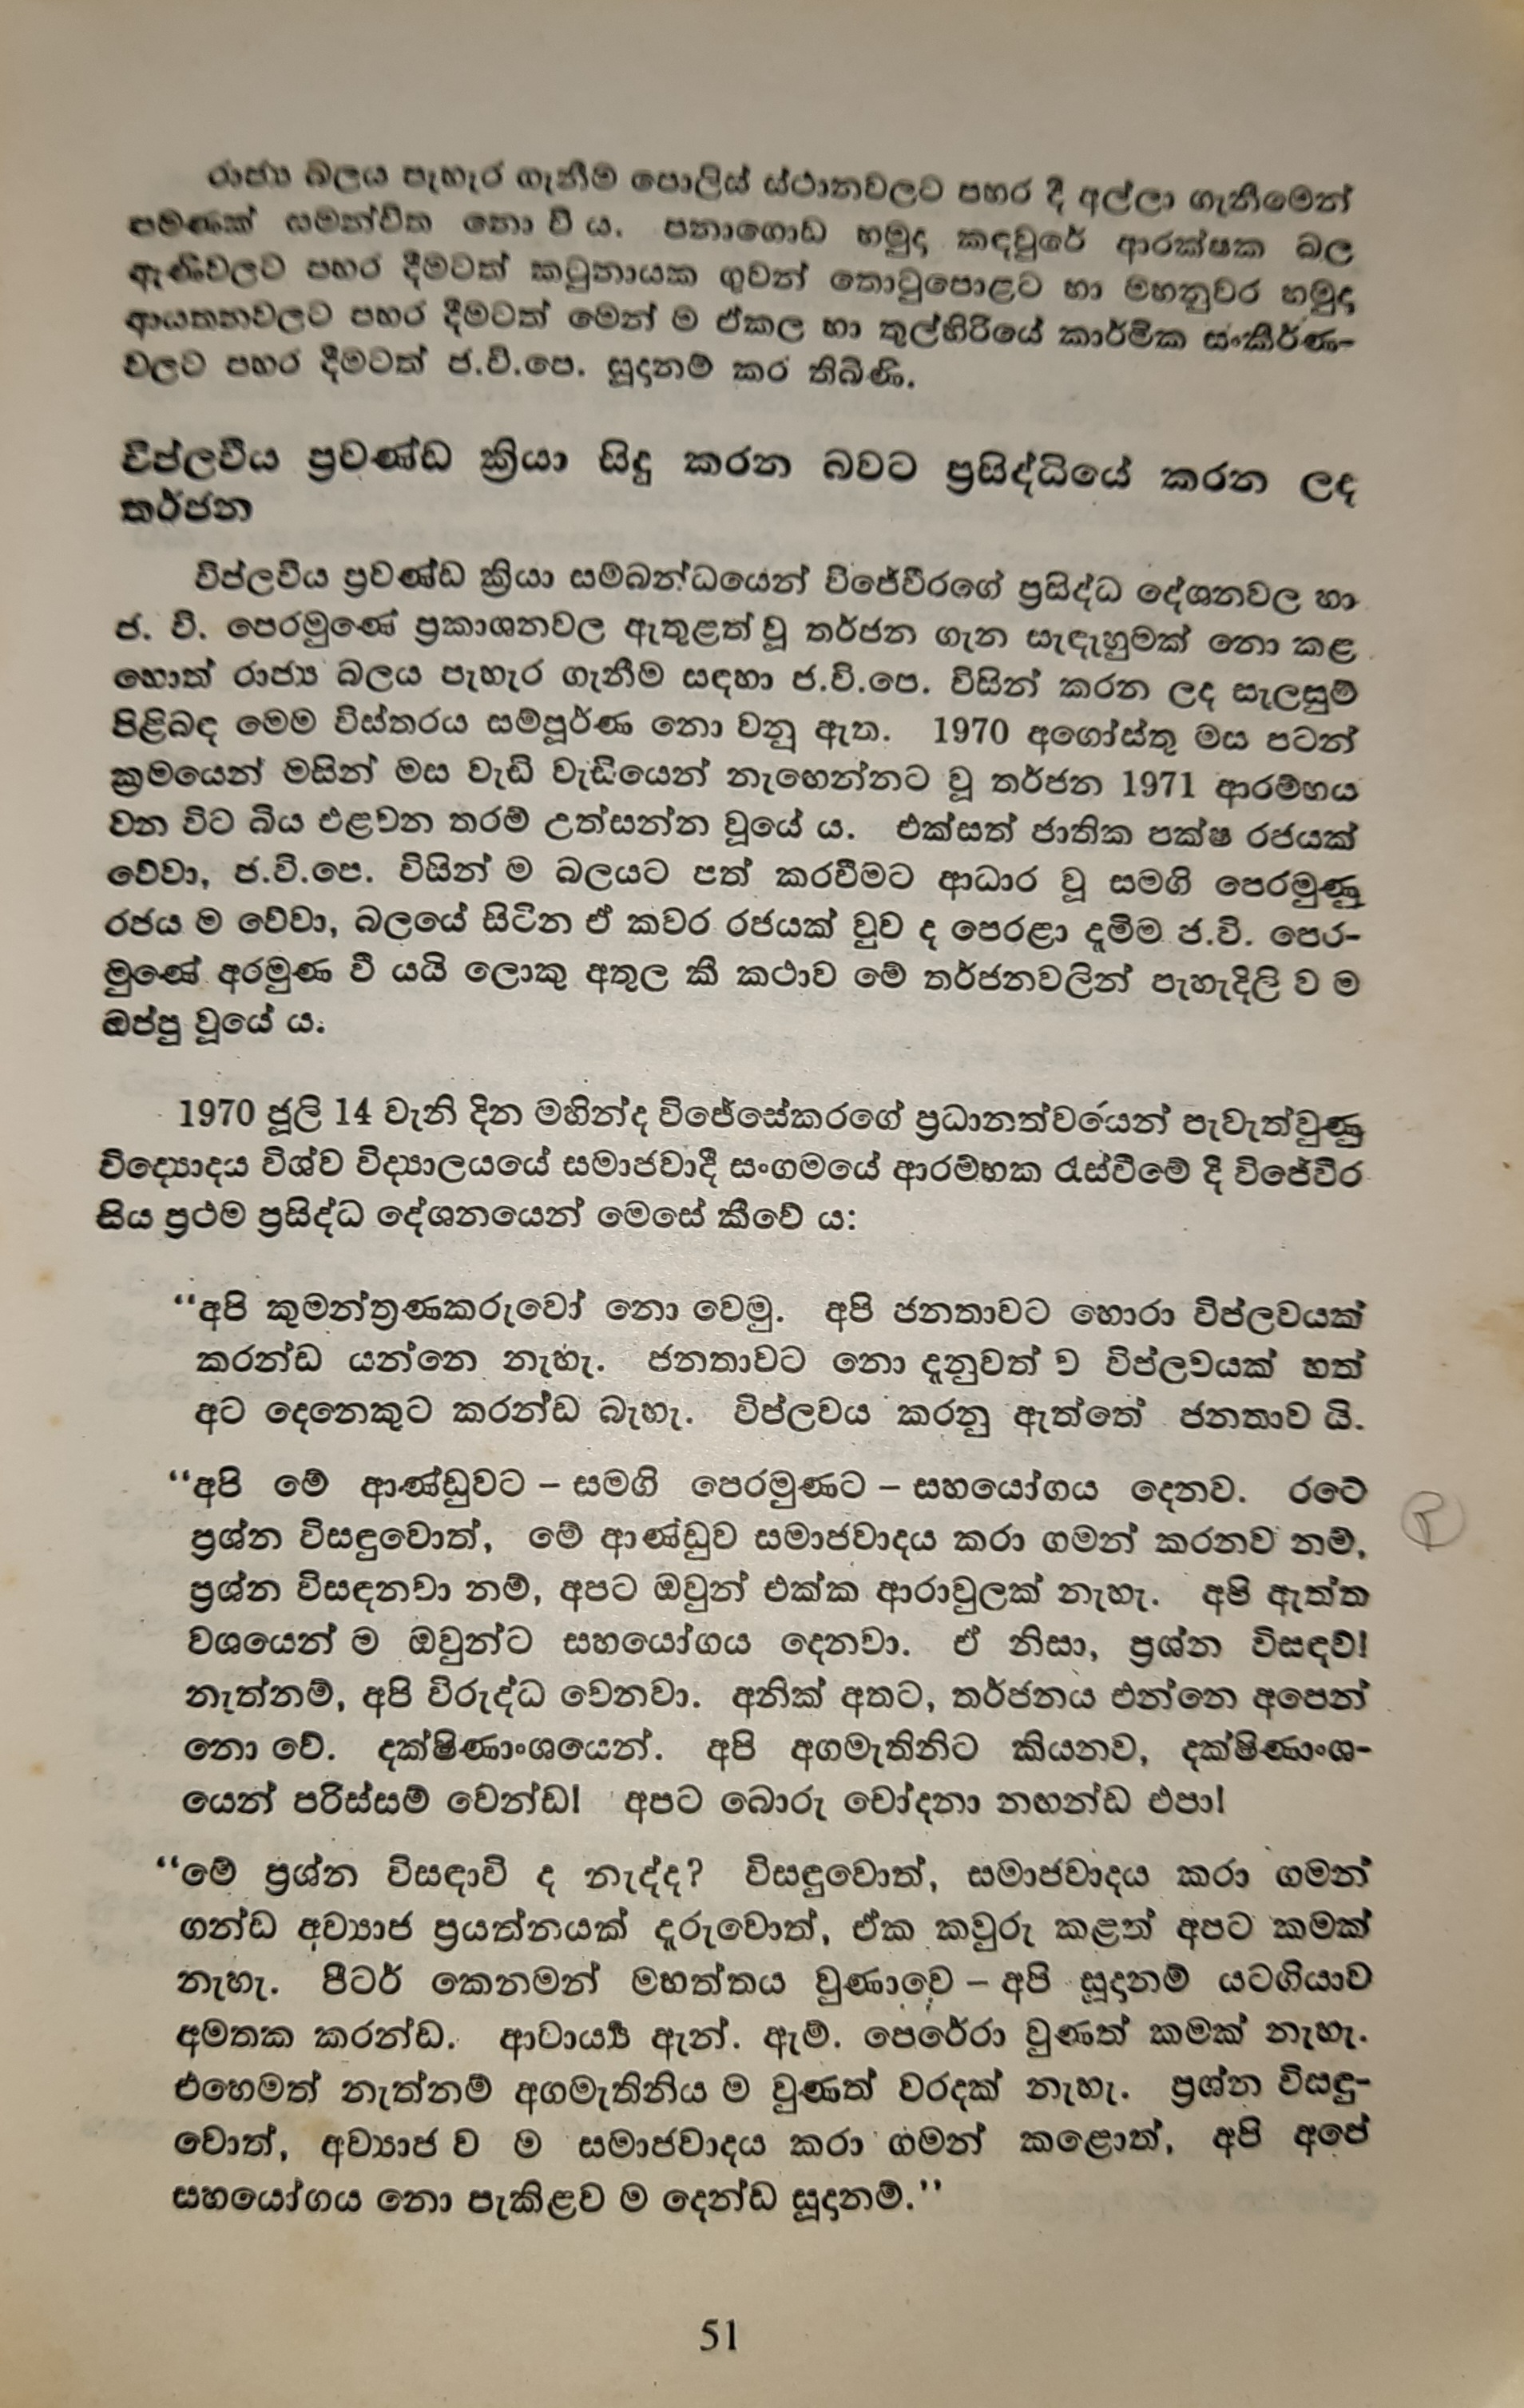 රාජ්‍ය බලය පැහැර ගැනීම පොලිස් ස්ථානවලට පහර දී අල්ලා ගැනීමෙන්
පමණක් සමන්විත නො වී ය. පනාගොඩ හමුදා කඳවුරේ ආරක්ෂක බල
ඇණිවලට පහර දීමටත් කටුනායක ගුවන් තොටුපොළට හා මහනුවර හමුදා
ආයතනවලට පහර දීමටත් මෙන් ම ඒකල හා තුල්හිරියේ කාර්මික සංකීර්ණ-
වලට පහර දීමටත් ජ.වි.පෙ. සූදානම් කර තිබිණි.
විප්ලවීය ප්‍රචණ්ඩ ක්‍රියා සිදු කරන බවට ප්‍රසිද්ධියේ කරන ලද
තර්ජන
විප්ලවීය ප්‍රචණ්ඩ ක්‍රියා සම්බන්ධයෙන් විජේවීරගේ ප්‍රසිද්ධ දේශනවල හා
ජ. වි. පෙරමුණේ ප්‍රකාශනවල ඇතුළත් වූ තර්ජන ගැන සැඳැහුමක් නො කළ
හොත් රාජ්‍ය බලය පැහැර ගැනීම සඳහා ජ.වි.පෙ. විසින් කරන ලද සැලසුම්
පිළිබඳ මෙම විස්තරය සම්පූර්ණ නො වනු ඇත. 1970 අගෝස්තු මස පටන්
ක්‍රමයෙන් මසින් මස වැඩි වැඩියෙන් නැඟෙන්නට වූ තර්ජන 1971 ආරම්භය
වන විට බිය එළවන තරම් උත්සන්න වූයේ ය. එක්සත් ජාතික පක්ෂ රජයක්
වේවා, ජ.වි.පෙ. විසින් ම බලයට පත් කරවීමට ආධාර වූ සමගි පෙරමුණු
රජය ම වේවා, බලයේ සිටින ඒ කවර රජයක් වුව ද පෙරළා දැමීම ජ.වි. පෙර-
මුණේ අරමුණ වී යයි ලොකු අතුල කී කථාව මේ තර්ජනවලින් පැහැදිලි ව ම
ඔප්පු වූයේ ය.
1970 ජූලි 14 වැනි දින මහින්ද විජේසේකරගේ ප්‍රධානත්වයෙන් පැවැත්වුණු
විද්‍යෝදය විශ්ව විද්‍යාලයයේ සමාජවාදී සංගමයේ ආරම්භක රැස්වීමේ දී විජේවීර
සිය ප්‍රථම ප්‍රසිද්ධ දේශනයෙන් මෙසේ කීවේ ය:
“අපි කුමන්ත්‍රණකරුවෝ නො වෙමු. අපි ජනතාවට හොරා විප්ලවයක්
කරන්ඩ යන්නෙ නැහැ. ජනතාවට නො දැනුවත් ව විප්ලවයක් හත්
අට දෙනෙකුට කරන්ඩ බැහැ. විප්ලවය කරනු ඇත්තේ ජනතාව යි.
“අපි මේ ආණ්ඩුවට – සමගි පෙරමුණට – සහයෝගය දෙනව. රටේ
ප්‍රශ්න විසඳුවොත්, මේ ආණ්ඩුව සමාජවාදය කරා ගමන් කරනව නම්,
ප්‍රශ්න විසඳනවා නම්, අපට ඔවුන් එක්ක ආරාවුලක් නැහැ. අපි ඇත්ත
වශයෙන් ම ඔවුන්ට සහයෝගය දෙනවා. ඒ නිසා, ප්‍රශ්න විසඳව්!
නැත්නම්, අපි විරුද්ධ වෙනවා. අනික් අතට, තර්ජනය එන්නෙ අපෙන්
නො වේ. දක්ෂිණාංශයෙන්. අපි අගමැතිනිට කියනව, දක්ෂිණාංශ-
යෙන් පරිස්සම් වෙන්ඩ! අපට බොරු චෝදනා නඟන්ඩ එපා!
“මේ ප්‍රශ්න විසඳාවි ද නැද්ද? විසඳුවොත්, සමාජවාදය කරා ගමන්
ගන්ඩ අව්‍යාජ ප්‍රයත්නයක් දැරුවොත්, ඒක කවුරු කළත් අපට කමක්
නැහැ. පීටර් කෙනමන් මහත්තය වුණාවෙ – අපි සූදානම් යටගියාව
අමතක කරන්ඩ. ආචාර්‍ය්‍ය ඇන්. ඇම්. පෙරේරා වුණත් කමක් නැහැ.
එහෙමත් නැත්නම් අගමැතිනිය ම වුණත් වරදක් නැහැ. ප්‍රශ්න විසඳු-
වොත්, අව්‍යාජ ව ම සමාජවාදය කරා ගමන් කළොත්, අපි අපේ
සහයෝගය නො පැකිළව ම දෙන්ඩ සූදානම්.”
51